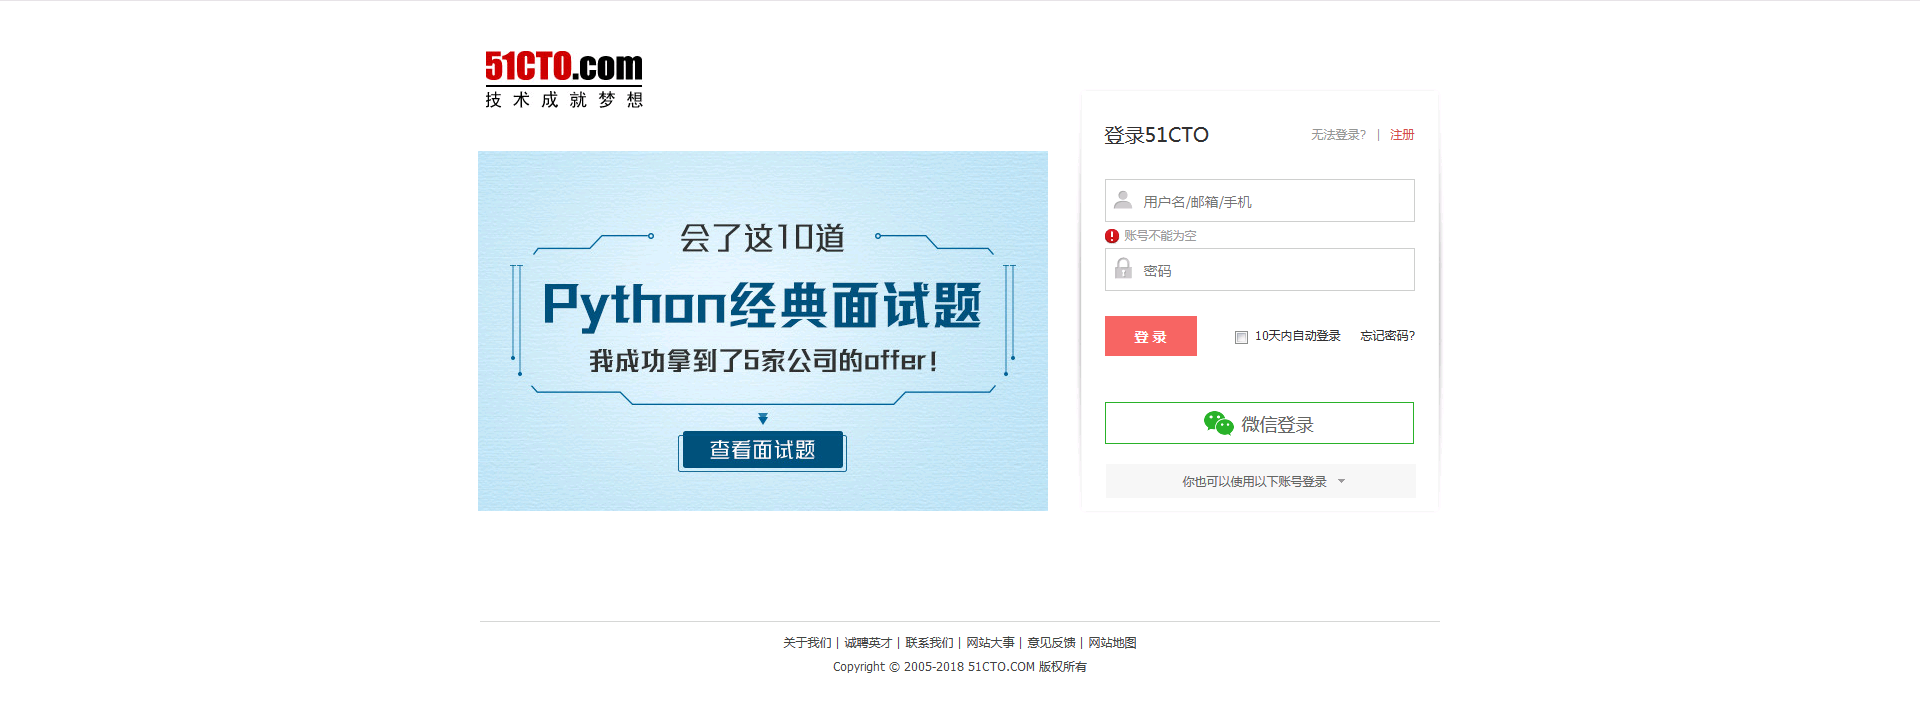 51CTO.com
技术成就梦想
会了这10道
Python经典面试题
我成功拿到了5家公司的offer!
查看面试题
登录51CTO
无法登录? | 注册
用户名/邮箱/手机
账号不能为空
密码
登录
10天内自动登录 忘记密码?
微信登录
你也可以使用以下账号登录
关于我们 | 诚聘英才 | 联系我们 | 网站大事 | 意见反馈 | 网站地图
Copyright © 2005-2018 51CTO.COM 版权所有